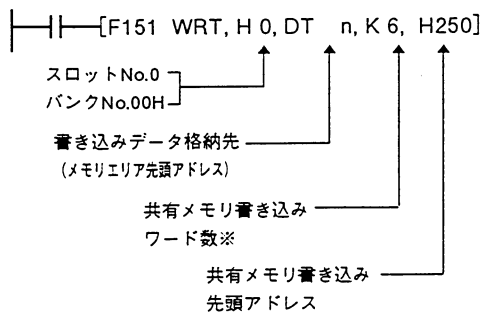 [F151 WRT, H 0, DT n, K 6, H250]
スロットNo.0
バンクNo.00H
書き込みデータ格納先
(メモリエリア先頭アドレス)
共有メモリ書き込み
ワード数※
共有メモリ書き込み
先頭アドレス